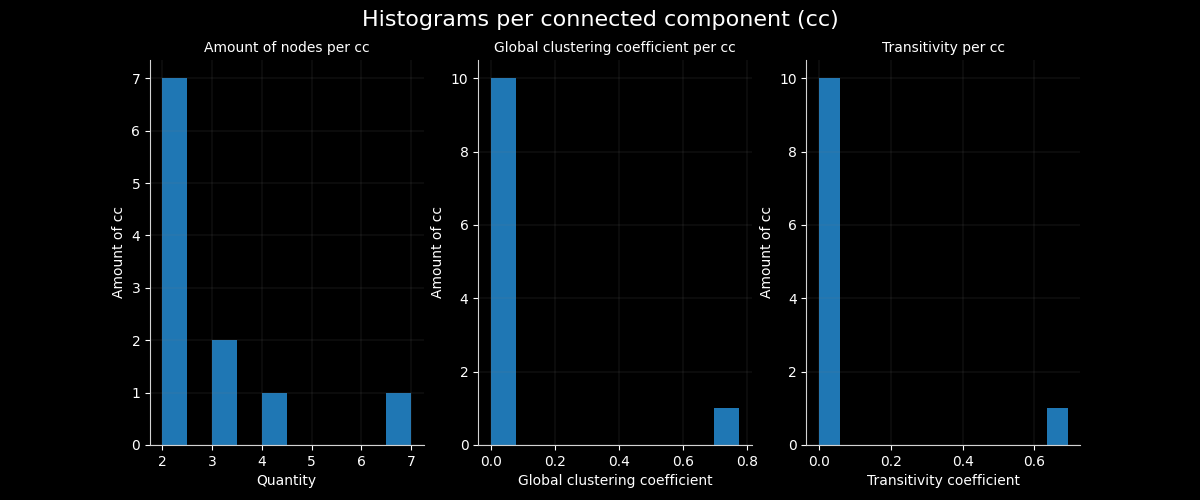 Histograms per connected component (cc)
Amount of nodes per cc
Amount of cc
7
6
5
4
3
2
1
0
2 3 4 5 6 7
Quantity
Global clustering coefficient per cc
Amount of cc
10
8
6
4
2
0
0.0 0.2 0.4 0.6 0.8
Global clustering coefficient
Transitivity per cc
Amount of cc
10
8
6
4
2
0
0.0 0.2 0.4 0.6
Transitivity coefficient